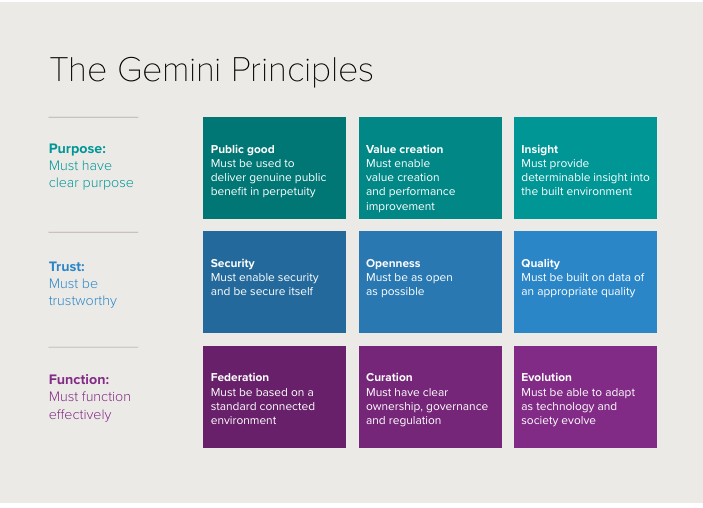 The Gemini Principles
Purpose:
Must have
clear purpose
Public good
Must be used to
deliver genuine public
benefit in perpetuity
Value creation
Must enable
value creation
and performance
improvement
Insight
Must provide
determinable insight into
the built environment
Trust:
Must be
trustworthy
Security
Must enable security
and be secure itself
Openness
Must be as open
as possible
Quality
Must be built on data of
an appropriate quality
Function:
Must function
effectively
Federation
Must be based on a
standard connected
environment
Curation
Must have clear
ownership, governance
and regulation
Evolution
Must be able to adapt
as technology and
society evolve